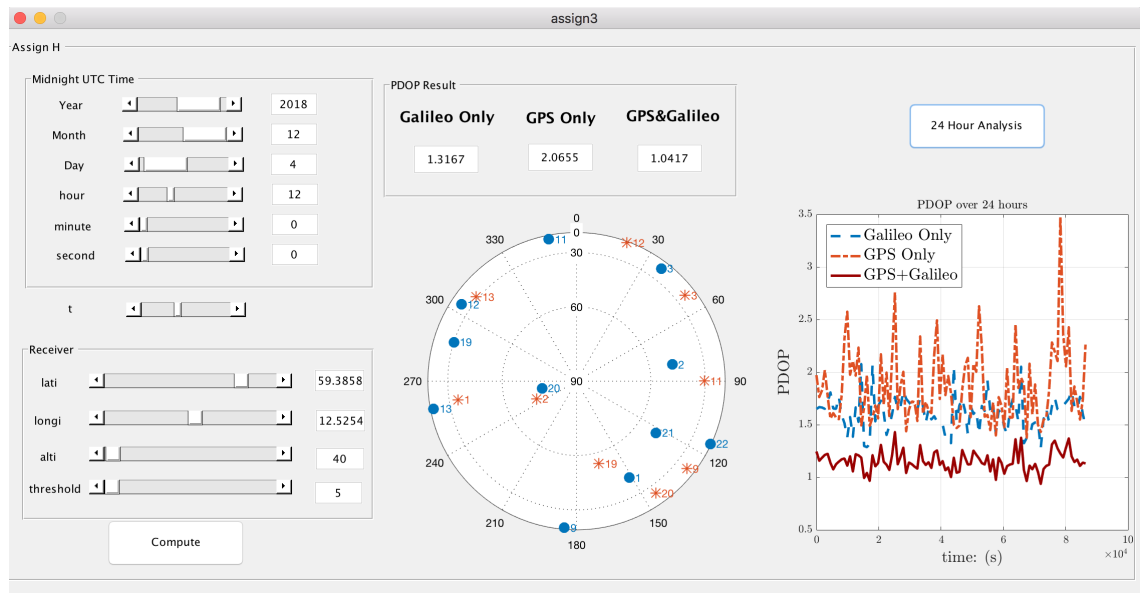 assign3
Assign H
Midnight UTC Time
Year 2018
Month 12
Day 4
hour 12
minute 0
second 0
t
Receiver
lati 59.3858
longi 12.5254
alti 40
threshold 5
Compute
PDOP Result
Galileo Only GPS Only GPS&Galileo
1.3167 2.0655 1.0417
0
330 0 30
30
300 60
60
270 90 90
240 120
210 150
180
11
12
3
13
12
3
19
2
20
11
2
1
13
21
22
19
9
1
20
9
24 Hour Analysis
PDOP over 24 hours
Galileo Only
GPS Only
GPS+Galileo
PDOP
3.5
3
2.5
2
1.5
1
0.5
0 2 4 6 8 10
time: (s) ×10⁴